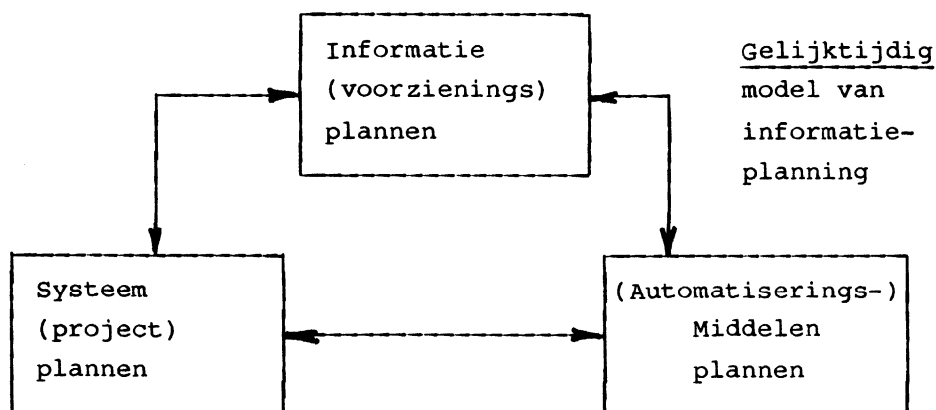 Informatie
(voorzienings)
plannen
Gelijktijdig
model van
informatie-
planning
Systeem
(project)
plannen
(Automatiserings-)
Middelen
plannen